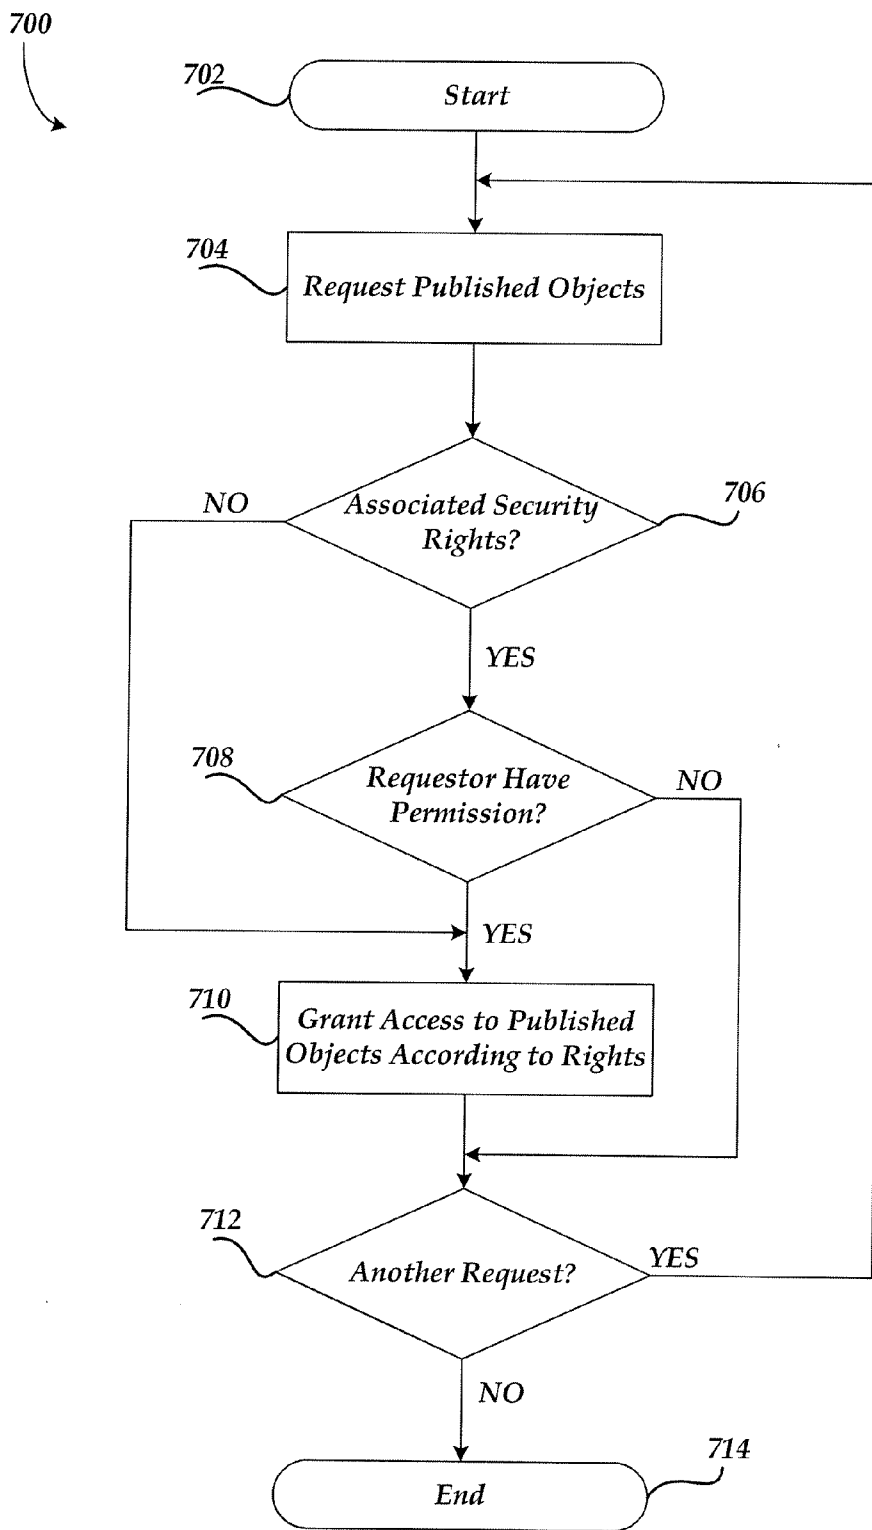 700
702
Start
704
Request Published Objects
NO
Associated Security
Rights?
706
YES
708
Requestor Have
Permission?
NO
YES
710
Grant Access to Published
Objects According to Rights
712
Another Request?
YES
NO
714
End